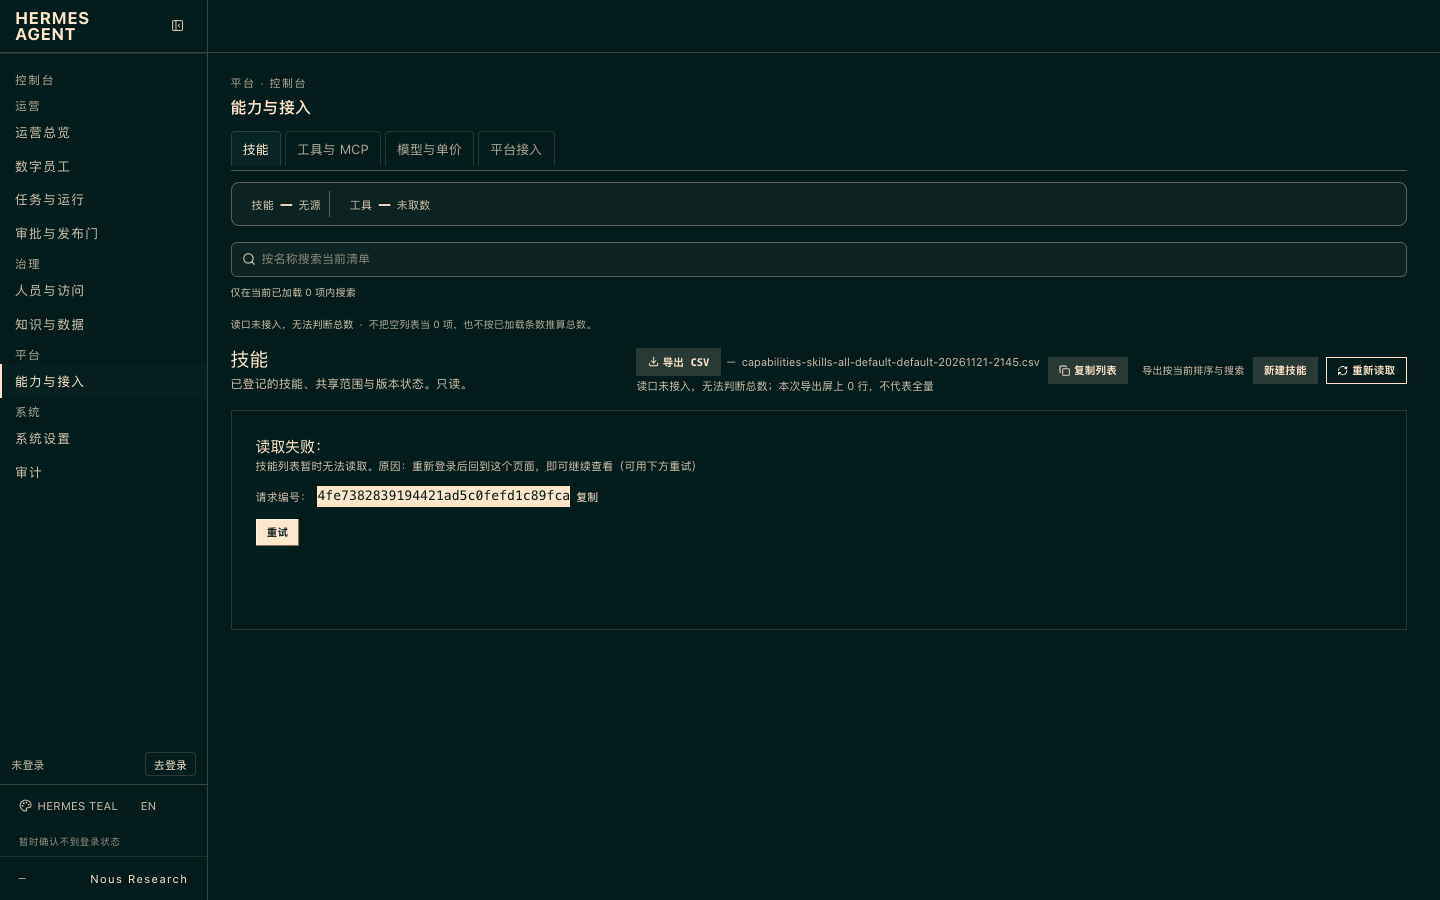 HERMES
AGENT
控制台
运营
运营总览
数字员工
任务与运行
审批与发布门
治理
人员与访问
知识与数据
平台
能力与接入
系统
系统设置
审计
未登录
去登录
HERMES TEAL
EN
暂时确认不到登录状态
—
Nous Research
平台 · 控制台
能力与接入
技能
工具与 MCP
模型与单价
平台接入
技能 — 无源
工具 — 未取数
按名称搜索当前清单
仅在当前已加载 0 项内搜索
读口未接入，无法判断总数 · 不把空列表当 0 项，也不按已加载条数推算总数。
技能
已登记的技能、共享范围与版本状态。只读。
导出 CSV
— capabilities-skills-all-default-default-20261121-2145.csv
读口未接入，无法判断总数；本次导出屏上 0 行，不代表全量
复制列表
导出按当前排序与搜索
新建技能
重新读取
读取失败：
技能列表暂时无法读取。原因：重新登录后回到这个页面，即可继续查看（可用下方重试）
请求编号： 4fe7382839194421ad5c0fefd1c89fca 复制
重试